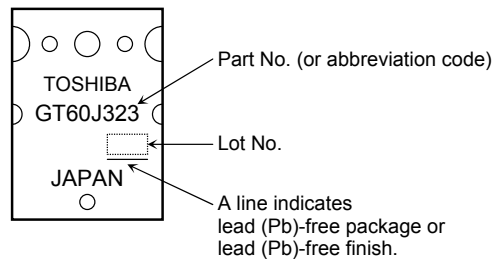 TOSHIBA
GT60J323
JAPAN
Part No. (or abbreviation code)
Lot No.
A line indicates
lead (Pb)-free package or
lead (Pb)-free finish.